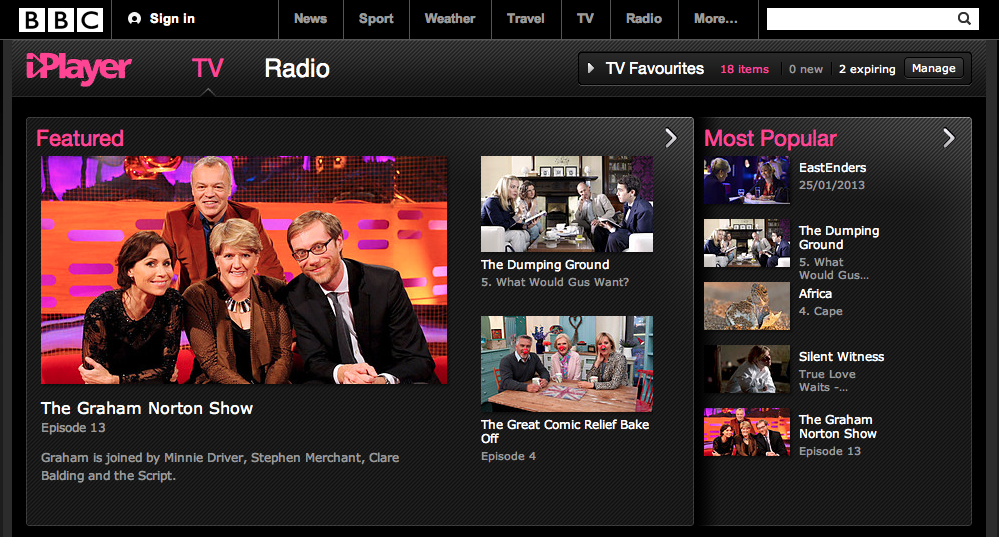 BBC
Sign in
News
Sport
Weather
Travel
TV
Radio
More...
iPlayer
TV
Radio
TV Favourites
18 items
0 new
2 expiring
Manage
Featured
The Graham Norton Show
Episode 13
Graham is joined by Minnie Driver, Stephen Merchant, Clare
Balding and the Script.
The Dumping Ground
5. What Would Gus Want?
The Great Comic Relief Bake
Off
Episode 4
Most Popular
EastEnders
25/01/2013
The Dumping
Ground
5. What
Would Gus...
Africa
4. Cape
Silent Witness
True Love
Waits -...
The Graham
Norton Show
Episode 13